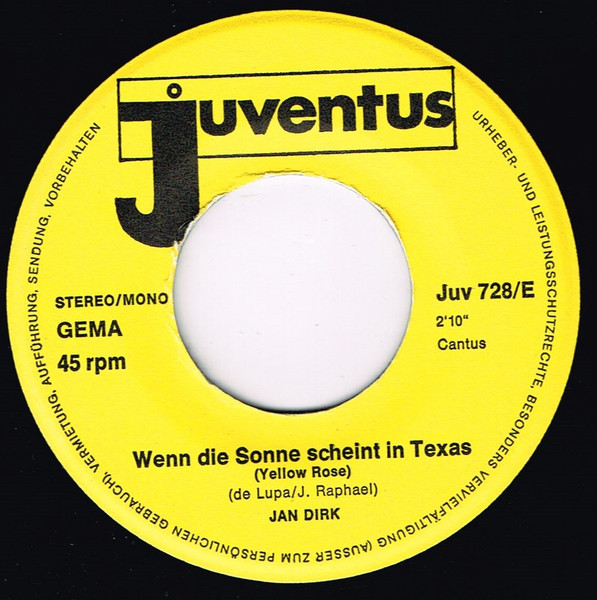 juventus
URHEBER- UND LEISTUNGSSCHUTZRECHTE, BESONDERS VERVIELFÄLTIGUNG (AUSSER ZUM PERSÖNLICHEN GEBRAUCH), VERMIETUNG, AUFFÜHRUNG, SENDUNG, VORBEHALTEN
STEREO/MONO
GEMA
45 rpm
Juv 728/E
2'10"
Cantus
Wenn die Sonne scheint in Texas
(Yellow Rose)
(de Lupa/J. Raphael)
JAN DIRK